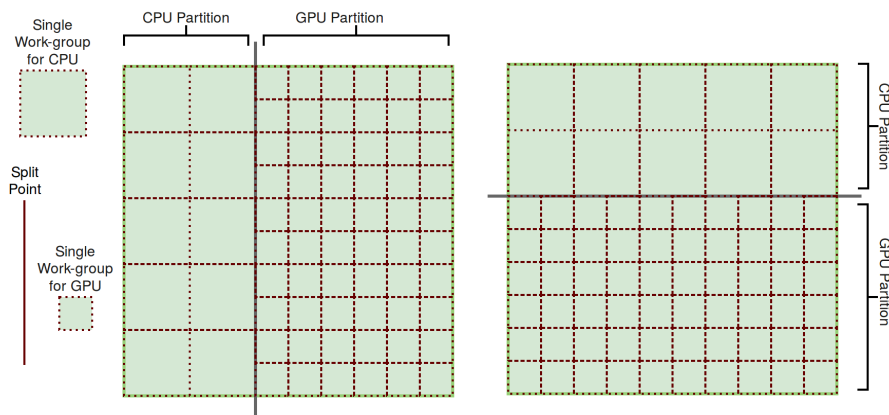 Single
Work-group
for CPU
CPU Partition
GPU Partition
Split
Point
Single
Work-group
for GPU
CPU Partition
GPU Partition